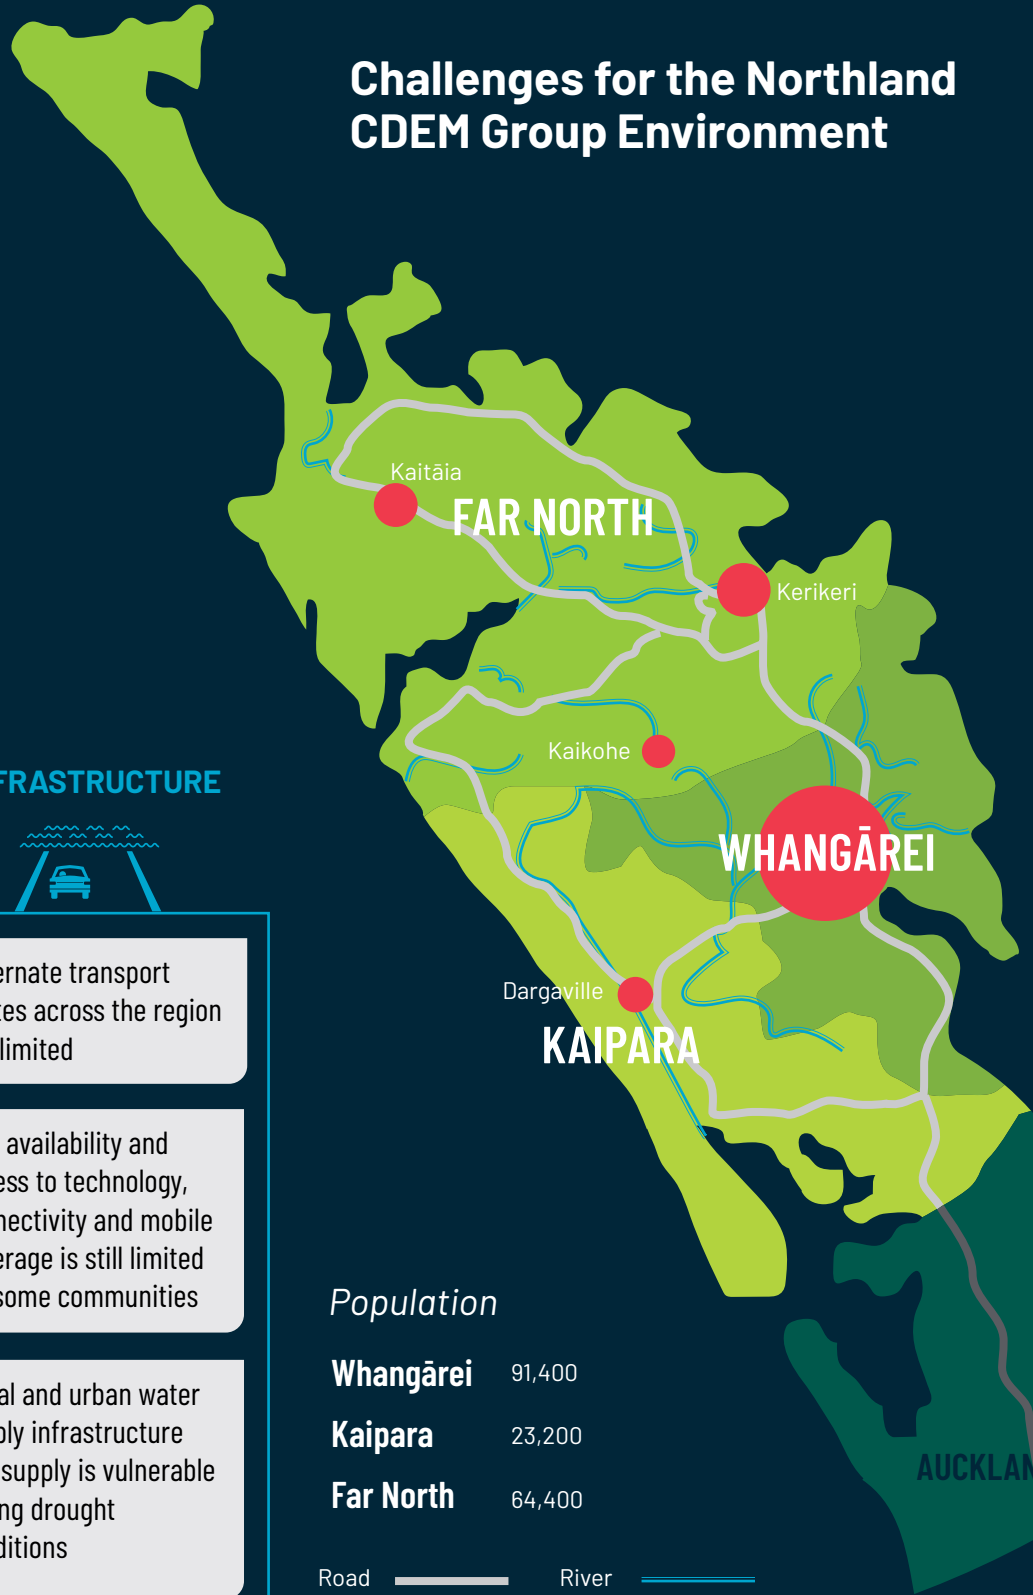 Challenges for the Northland
CDEM Group Environment
Kaitāia
FAR NORTH
Kerikeri
Kaikohe
WHANGĀREI
Dargaville
KAIPARA
AUCKLAN
FRASTRUCTURE
ernate transport
tes across the region
limited
availability and
ess to technology,
nectivity and mobile
erage is still limited
some communities
al and urban water
ply infrastructure
supply is vulnerable
ng drought
ditions
Population
Whangārei 91,400
Kaipara 23,200
Far North 64,400
Road River